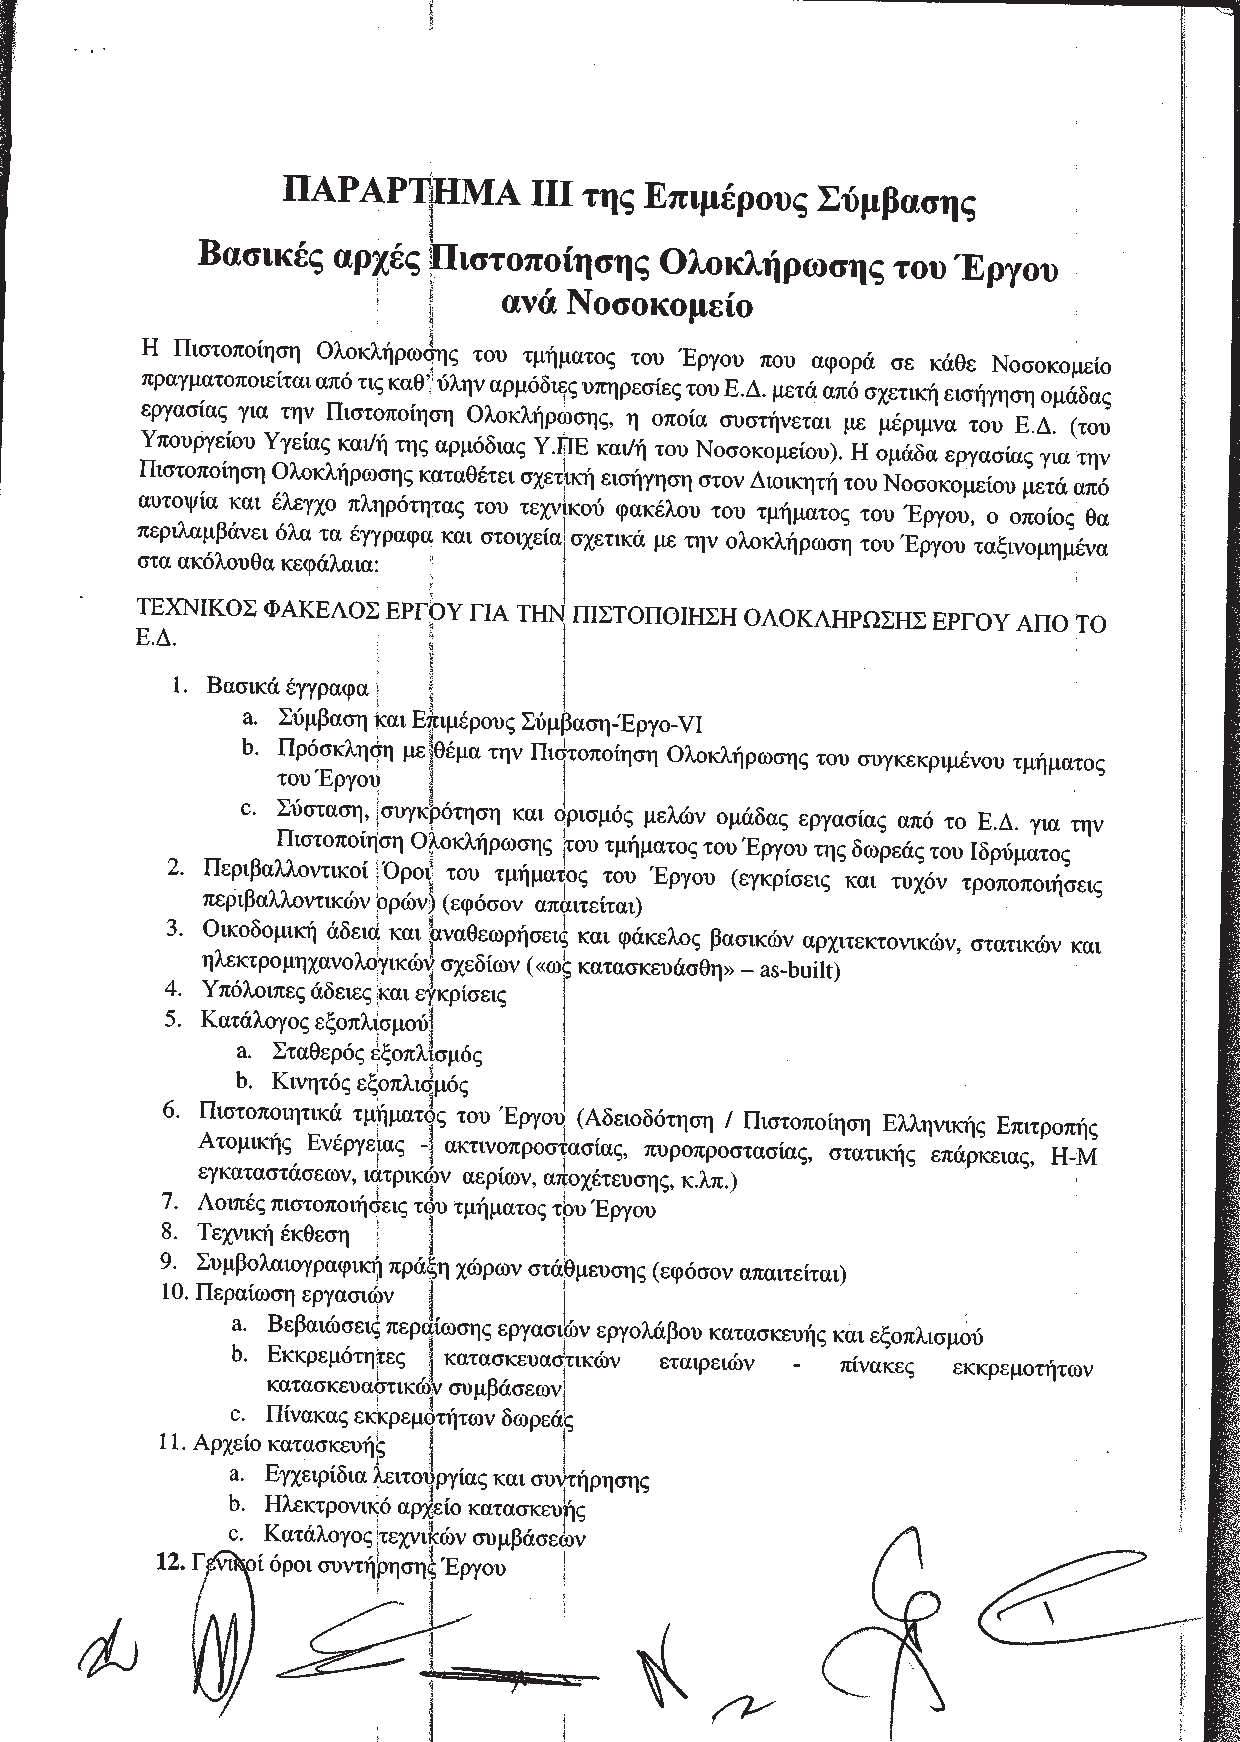 ΠΑΡΑΡΤΗΜΑ ΙΙΙ της Επιμέρους Σύμβασης
Βασικές αρχές Πιστοποίησης Ολοκλήρωσης του Έργου
ανά Νοσοκομείο
Η Πιστοποίηση Ολοκλήρωσης του τμήματος του Έργου που αφορά σε κάθε Νοσοκομείο
πραγματοποιείται από τις καθ' ύλην αρμόδιες υπηρεσίες του Ε.Δ. μετά από σχετική εισήγηση ομάδας
εργασίας για την Πιστοποίηση Ολοκλήρωσης, η οποία συστήνεται με μέριμνα του Ε.Δ. (του
Υπουργείου Υγείας και/ή της αρμόδιας Υ.ΠΕ και/ή του Νοσοκομείου). Η ομάδα εργασίας για την
Πιστοποίηση Ολοκλήρωσης καταθέτει σχετική εισήγηση στον Διοικητή του Νοσοκομείου μετά από
αυτοψία και έλεγχο πληρότητας του τεχνικού φακέλου του τμήματος του Έργου, ο οποίος θα
περιλαμβάνει όλα τα έγγραφα και στοιχεία σχετικά με την ολοκλήρωση του Έργου ταξινομημένα
στα ακόλουθα κεφάλαια:
ΤΕΧΝΙΚΟΣ ΦΑΚΕΛΟΣ ΕΡΓΟΥ ΓΙΑ ΤΗΝ ΠΙΣΤΟΠΟΙΗΣΗ ΟΛΟΚΛΗΡΩΣΗΣ ΕΡΓΟΥ ΑΠΟ ΤΟ
Ε.Δ.
1. Βασικά έγγραφα
a. Σύμβαση και Επιμέρους Σύμβαση-Έργο-VI
b. Πρόσκληση με θέμα την Πιστοποίηση Ολοκλήρωσης του συγκεκριμένου τμήματος
του Έργου
c. Σύσταση, συγκρότηση και ορισμός μελών ομάδας εργασίας από το Ε.Δ. για την
Πιστοποίηση Ολοκλήρωσης του τμήματος του Έργου της δωρεάς του Ιδρύματος
2. Περιβαλλοντικοί Όροι του τμήματος του Έργου (εγκρίσεις και τυχόν τροποποιήσεις
περιβαλλοντικών όρών) (εφόσον απαιτείται)
3. Οικοδομική άδεια και αναθεωρήσεις και φάκελος βασικών αρχιτεκτονικών, στατικών και
ηλεκτρομηχανολογικών σχεδίων («ως κατασκευάσθη» – as-built)
4. Υπόλοιπες άδειες και εγκρίσεις
5. Κατάλογος εξοπλισμού
a. Σταθερός εξοπλισμός
b. Κινητός εξοπλισμός
6. Πιστοποιητικά τμήματος του Έργου (Αδειοδότηση / Πιστοποίηση Ελληνικής Επιτροπής
Ατομικής Ενέργειας - ακτινοπροστασίας, πυροπροστασίας, στατικής επάρκειας, Η-Μ
εγκαταστάσεων, ιατρικών αερίων, αποχέτευσης, κ.λπ.)
7. Λοιπές πιστοποιήσεις του τμήματος του Έργου
8. Τεχνική έκθεση
9. Συμβολαιογραφική πράξη χώρων στάθμευσης (εφόσον απαιτείται)
10. Περαίωση εργασιών
a. Βεβαιώσεις περαίωσης εργασιών εργολάβου κατασκευής και εξοπλισμού
b. Εκκρεμότητες κατασκευαστικών εταιρειών - πίνακες εκκρεμοτήτων
κατασκευαστικών συμβάσεων
c. Πίνακας εκκρεμοτήτων δωρεάς
11. Αρχείο κατασκευής
a. Εγχειρίδια λειτουργίας και συντήρησης
b. Ηλεκτρονικό αρχείο κατασκευής
c. Κατάλογος τεχνικών συμβάσεων
12. Γενικοί όροι συντήρησης Έργου